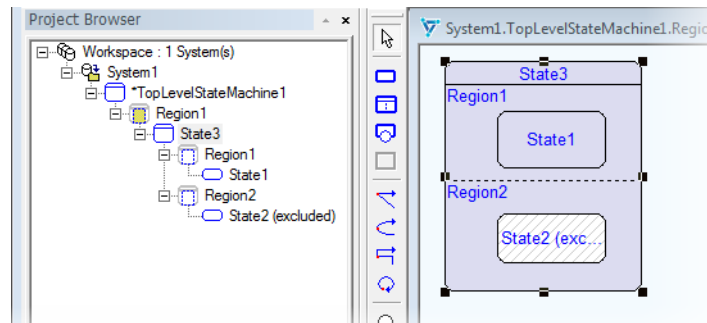 Project Browser
Workspace : 1 System(s)
System1
*TopLevelStateMachine1
Region1
State3
Region1
State1
Region2
State2 (excluded)
System1.TopLevelStateMachine1.Regio
State3
Region1
State1
Region2
State2 (exc...